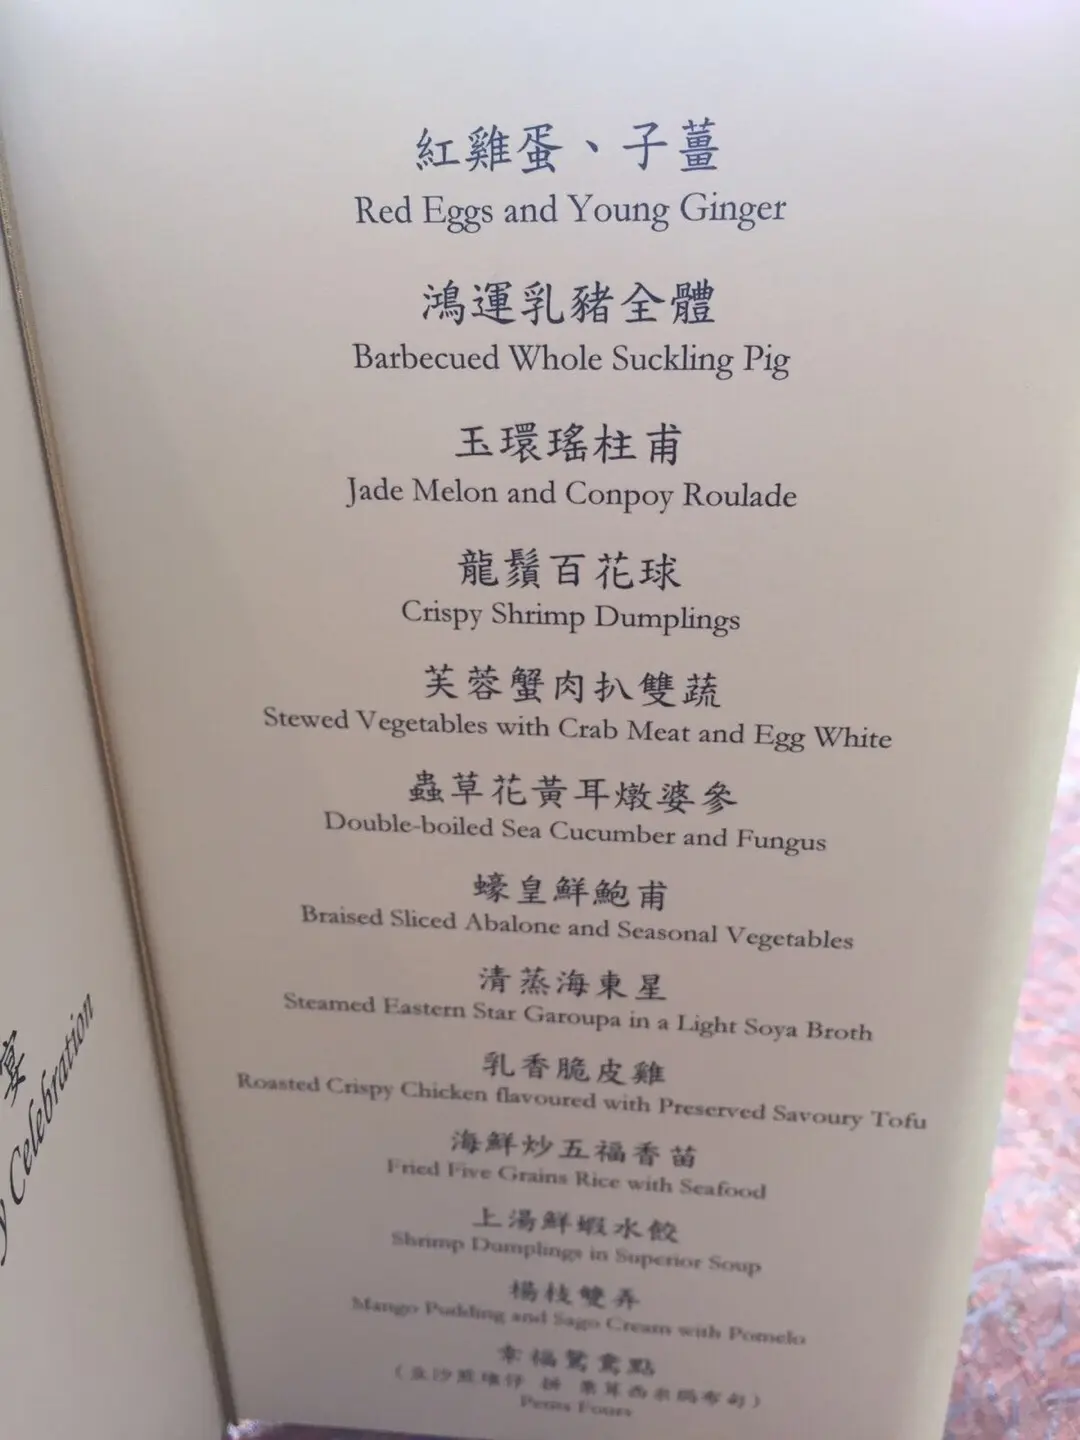 紅雞蛋、子薑
Red Eggs and Young Ginger
鴻運乳豬全體
Barbecued Whole Suckling Pig
玉環瑤柱甫
Jade Melon and Conpoy Roulade
龍鬚百花球
Crispy Shrimp Dumplings
芙蓉蟹肉扒雙蔬
Stewed Vegetables with Crab Meat and Egg White
蟲草花黃耳燉婆參
Double-boiled Sea Cucumber and Fungus
蠔皇鮮鮑甫
Braised Sliced Abalone and Seasonal Vegetables
清蒸海東星
Steamed Eastern Star Garoupa in a Light Soya Broth
乳香脆皮雞
Roasted Crispy Chicken flavoured with Preserved Savoury Tofu
海鮮炒五福香苗
Fried Five Grains Rice with Seafood
上湯鮮蝦水餃
Shrimp Dumplings in Superior Soup
楊枝雙弄
Mango Pudding and Sago Cream with Pomelo
幸福鴛鴦點
Petits Fours
宴
Celebration